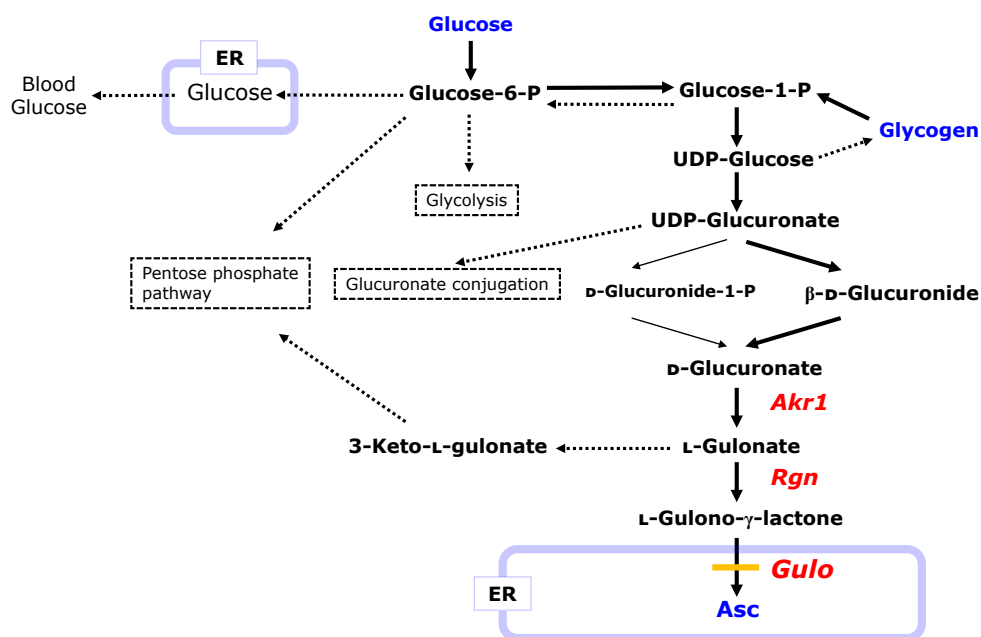 Glucose
ER
Blood
Glucose
Glucose
Glucose-6-P
Glucose-1-P
Glycogen
UDP-Glucose
Glycolysis
UDP-Glucuronate
Pentose phosphate
pathway
Glucuronate conjugation
ᴅ-Glucuronide-1-P
β-ᴅ-Glucuronide
ᴅ-Glucuronate
Akr1
3-Keto-ʟ-gulonate
ʟ-Gulonate
Rgn
ʟ-Gulono-γ-lactone
Gulo
ER
Asc